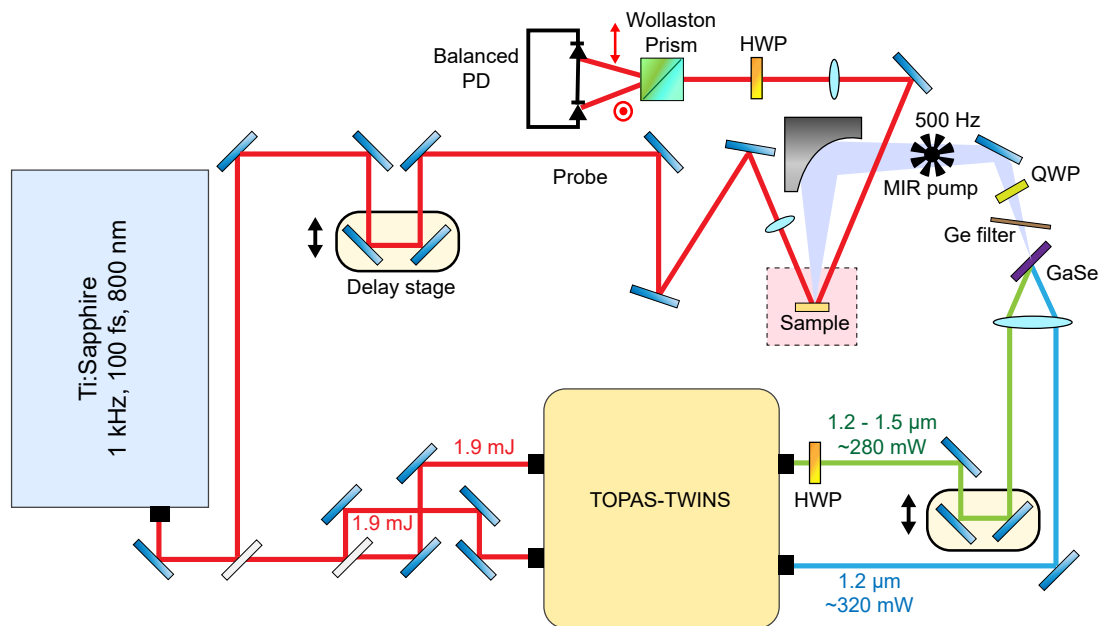 Wollaston
Prism
HWP
Balanced
PD
500 Hz
MIR pump
QWP
Probe
Ge filter
GaSe
Delay stage
Sample
Ti:Sapphire
1 kHz, 100 fs, 800 nm
1.9 mJ
1.9 mJ
TOPAS-TWINS
1.2 - 1.5 µm
~280 mW
HWP
1.2 µm
~320 mW